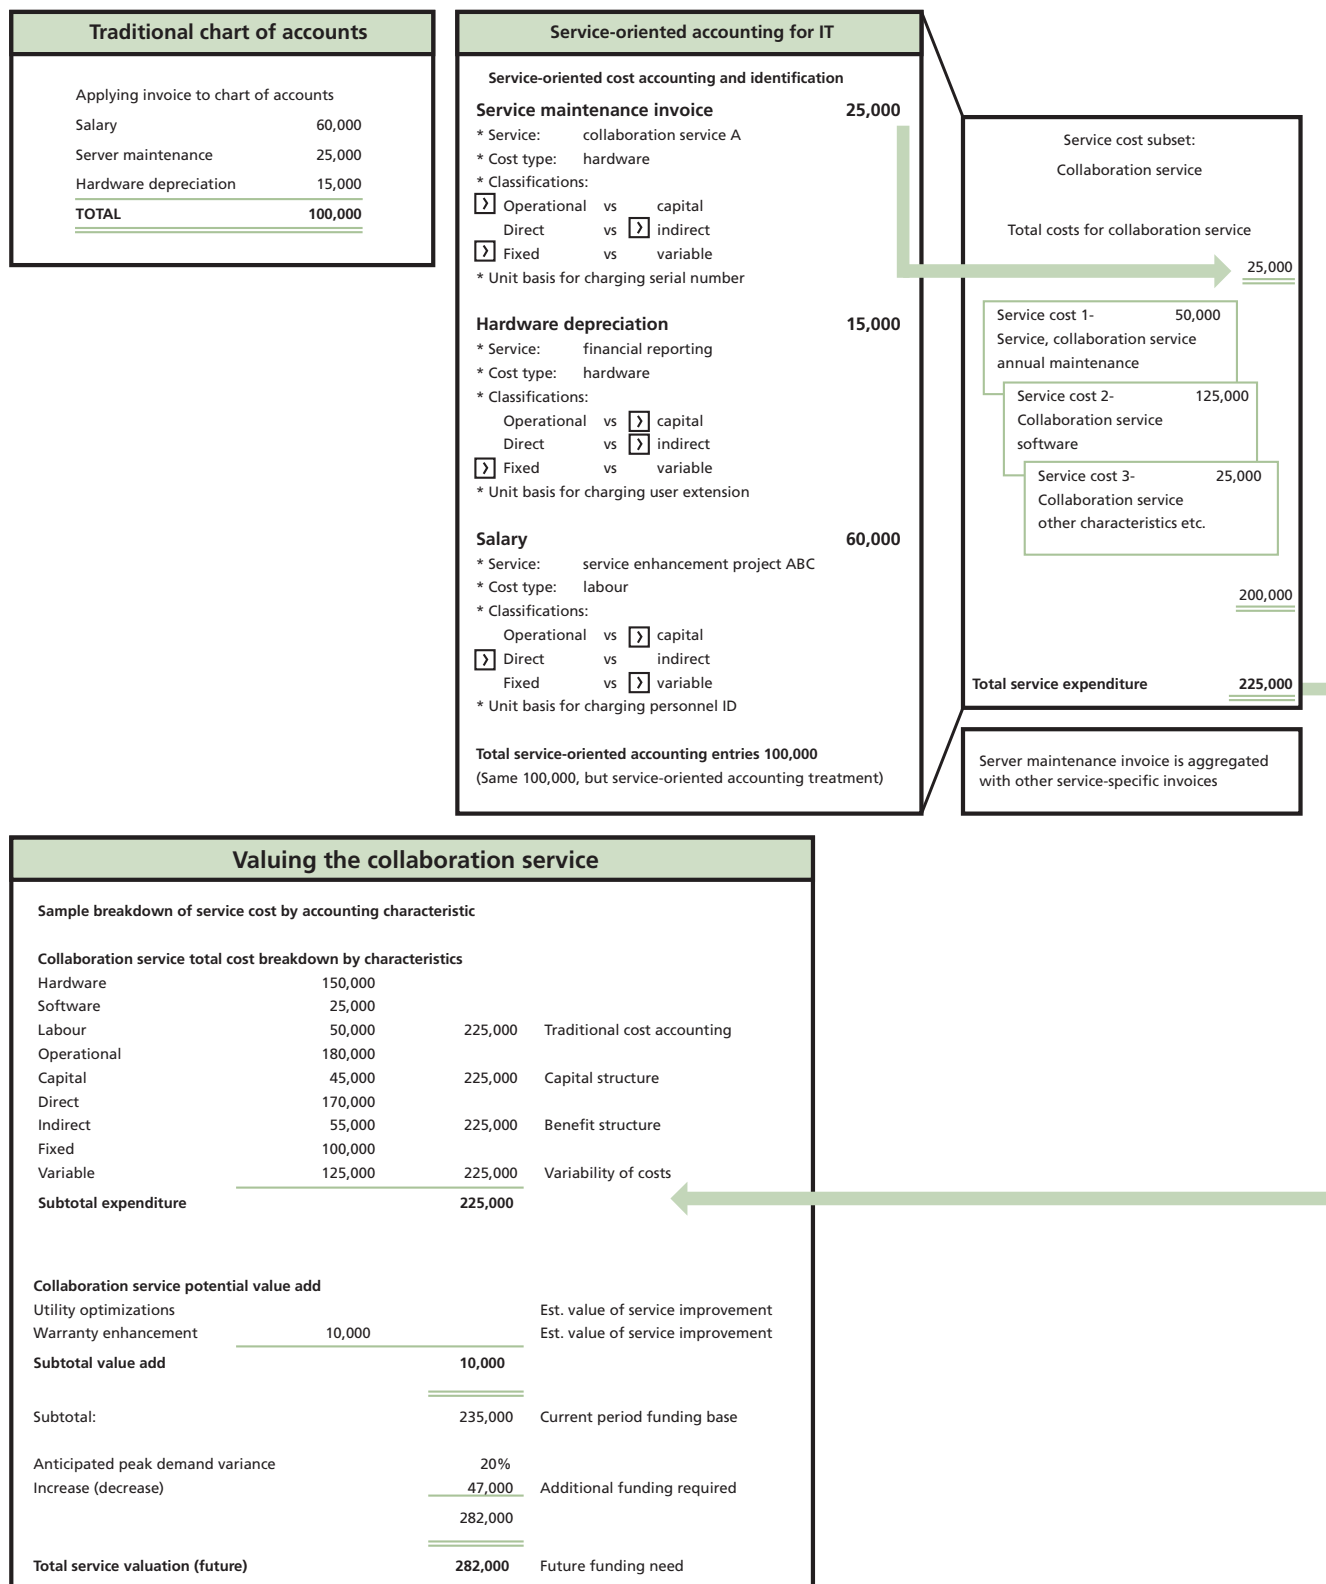 Traditional chart of accounts
Applying invoice to chart of accounts
Salary 60,000
Server maintenance 25,000
Hardware depreciation 15,000
TOTAL 100,000
Service-oriented accounting for IT
Service-oriented cost accounting and identification
Service maintenance invoice 25,000
* Service: collaboration service A
* Cost type: hardware
* Classifications:
Operational vs capital
Direct vs indirect
Fixed vs variable
* Unit basis for charging serial number
Hardware depreciation 15,000
* Service: financial reporting
* Cost type: hardware
* Classifications:
Operational vs capital
Direct vs indirect
Fixed vs variable
* Unit basis for charging user extension
Salary 60,000
* Service: service enhancement project ABC
* Cost type: labour
* Classifications:
Operational vs capital
Direct vs indirect
Fixed vs variable
* Unit basis for charging personnel ID
Total service-oriented accounting entries 100,000
(Same 100,000, but service-oriented accounting treatment)
Service cost subset:
Collaboration service
Total costs for collaboration service
25,000
Service cost 1- 50,000
Service, collaboration service
annual maintenance
Service cost 2- 125,000
Collaboration service
software
Service cost 3- 25,000
Collaboration service
other characteristics etc.
200,000
Total service expenditure 225,000
Server maintenance invoice is aggregated
with other service-specific invoices
Valuing the collaboration service
Sample breakdown of service cost by accounting characteristic
Collaboration service total cost breakdown by characteristics
Hardware 150,000
Software 25,000
Labour 50,000 225,000 Traditional cost accounting
Operational 180,000
Capital 45,000 225,000 Capital structure
Direct 170,000
Indirect 55,000 225,000 Benefit structure
Fixed 100,000
Variable 125,000 225,000 Variability of costs
Subtotal expenditure 225,000
Collaboration service potential value add
Utility optimizations Est. value of service improvement
Warranty enhancement 10,000 Est. value of service improvement
Subtotal value add 10,000
Subtotal: 235,000 Current period funding base
Anticipated peak demand variance 20%
Increase (decrease) 47,000 Additional funding required
282,000
Total service valuation (future) 282,000 Future funding need